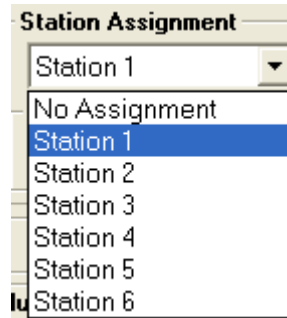 Station Assignment
Station 1
No Assignment
Station 1
Station 2
Station 3
Station 4
Station 5
Station 6